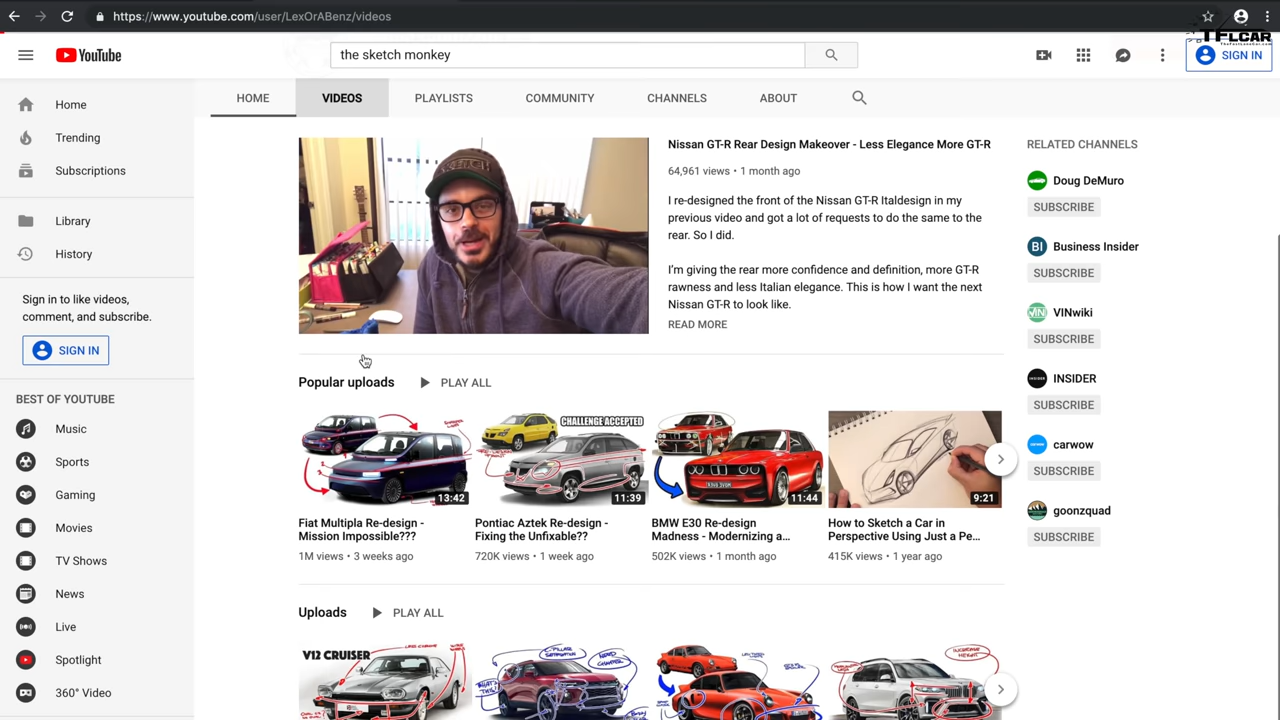 https://www.youtube.com/user/LexOrABenz/videos
TFLCAR
YouTube
the sketch monkey
SIGN IN
HOME
VIDEOS
PLAYLISTS
COMMUNITY
CHANNELS
ABOUT
Home
Trending
Subscriptions
Library
History
Sign in to like videos,
comment, and subscribe.
SIGN IN
BEST OF YOUTUBE
Music
Sports
Gaming
Movies
TV Shows
News
Live
Spotlight
360° Video
Nissan GT-R Rear Design Makeover - Less Elegance More GT-R
64,961 views • 1 month ago
I re-designed the front of the Nissan GT-R Italdesign in my
previous video and got a lot of requests to do the same to the
rear. So I did.
I'm giving the rear more confidence and definition, more GT-R
rawness and less Italian elegance. This is how I want the next
Nissan GT-R to look like.
READ MORE
Popular uploads
PLAY ALL
13:42
Fiat Multipla Re-design -
Mission Impossible???
1M views • 3 weeks ago
CHALLENGE ACCEPTED
11:39
Pontiac Aztek Re-design -
Fixing the Unfixable??
720K views • 1 week ago
11:44
BMW E30 Re-design
Madness - Modernizing a...
502K views • 1 month ago
9:21
How to Sketch a Car in
Perspective Using Just a Pe...
415K views • 1 year ago
Uploads
PLAY ALL
V12 CRUISER
RELATED CHANNELS
Doug DeMuro
SUBSCRIBE
BI
Business Insider
SUBSCRIBE
VIN
VINwiki
SUBSCRIBE
INSIDER
SUBSCRIBE
carwow
SUBSCRIBE
goonzquad
SUBSCRIBE